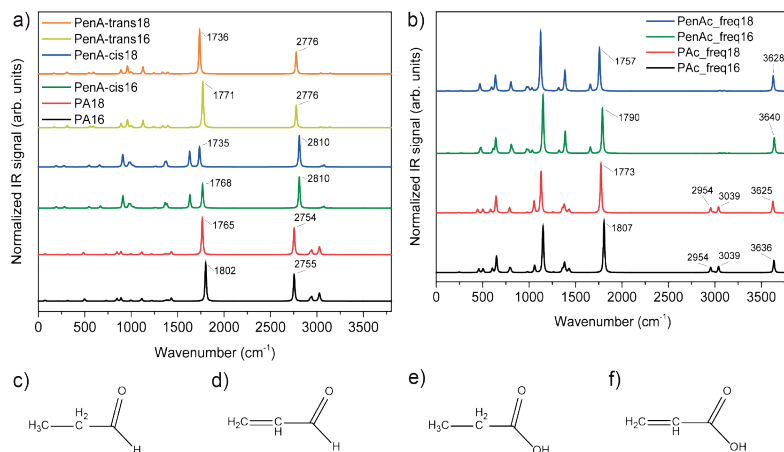 a)
PenA-trans18
PenA-trans16
PenA-cis18
PenA-cis16
PA18
PA16
1736
2776
1771
2776
1735
2810
1768
2810
1765
2754
1802
2755
Normalized IR signal (arb. units)
0 500 1000 1500 2000 2500 3000 3500
Wavenumber (cm⁻¹)
b)
PenAc_freq18
PenAc_freq16
PAc_freq18
PAc_freq16
1757
3628
1790
3640
1773
2954
3039
3625
1807
2954
3039
3636
Normalized IR signal (arb. units)
0 500 1000 1500 2000 2500 3000 3500
Wavenumber (cm⁻¹)
c)
O
H₂
C
H₃C
H
d)
O
H₂C
C
H
H
e)
O
H₂
C
H₃C
OH
f)
O
H₂C
C
H
OH